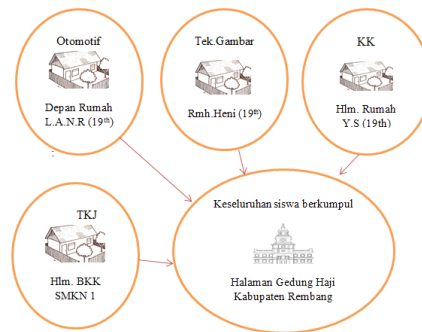 Otomotif
Depan Rumah
L.A.N.R (19th)
:
Tek.Gambar
Rmh.Heni (19th)
KK
Hlm. Rumah
Y.S (19th)
TKJ
Hlm. BKK
SMKN 1
Keseluruhan siswa berkumpul
Halaman Gedung Haji
Kabupaten Rembang